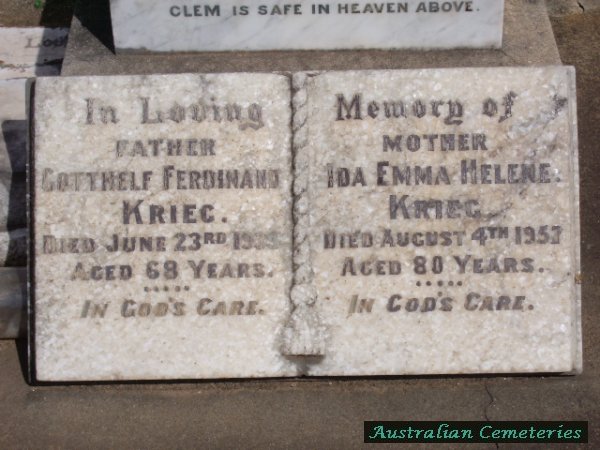 CLEM IS SAFE IN HEAVEN ABOVE.
In Loving
FATHER
GOTTHELF FERDINAND
KRIEG.
DIED JUNE 23RD
AGED 68 YEARS.
IN GOD'S CARE.
Memory of
MOTHER
IDA EMMA HELENE.
KRIEG.
DIED AUGUST 4TH 1957
AGED 80 YEARS.
IN GOD'S CARE.
Australian Cemeteries